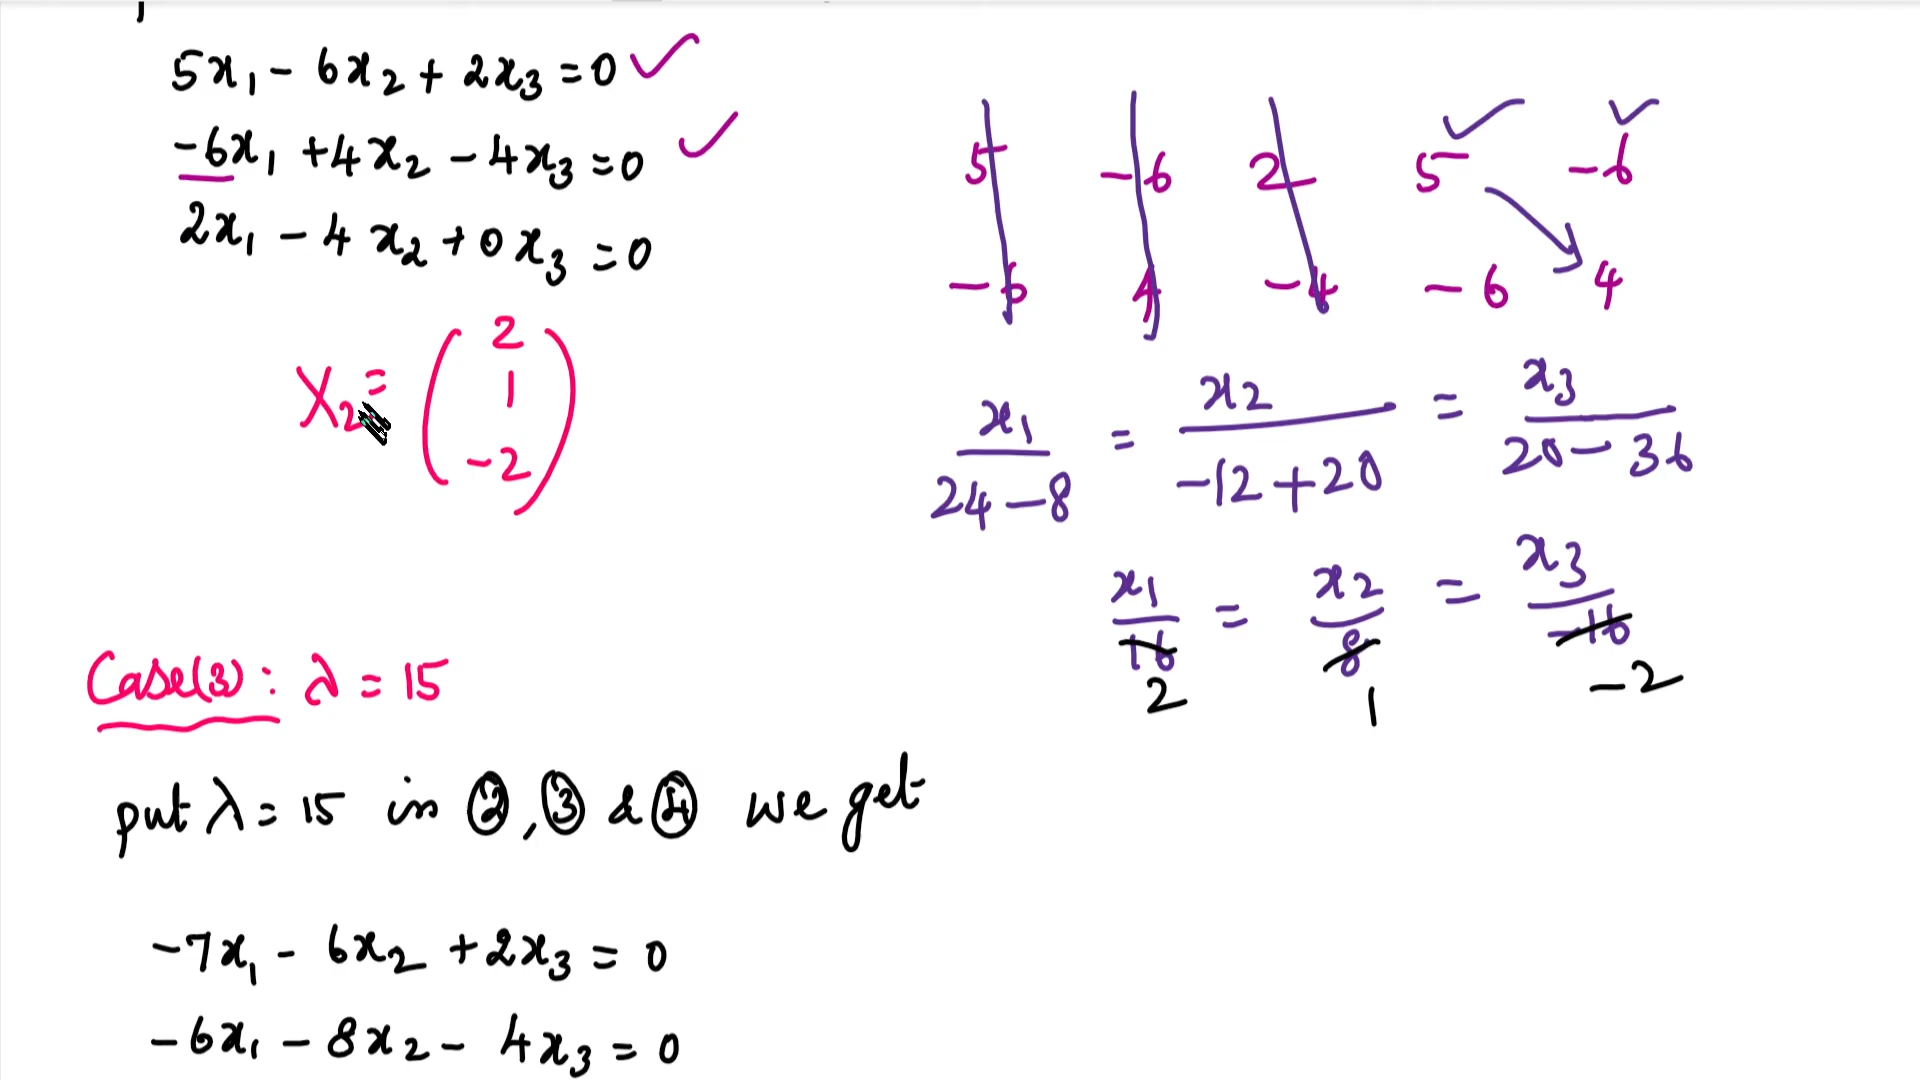 5x₁ - 6x₂ + 2x₃ = 0 ✓
-6x₁ + 4x₂ - 4x₃ = 0 ✓
2x₁ - 4x₂ + 0x₃ = 0
X₂ =
2
1
-2
5 -6 2 5 -6
-6 4 -4 -6 4
x₁/(24-8) = x₂/(-12+20) = x₃/(20-36)
x₁/16 = x₂/8 = x₃/-16
2 1 -2
Case(3): λ = 15
put λ = 15 in ②, ③ & ④ we get
-7x₁ - 6x₂ + 2x₃ = 0
-6x₁ - 8x₂ - 4x₃ = 0